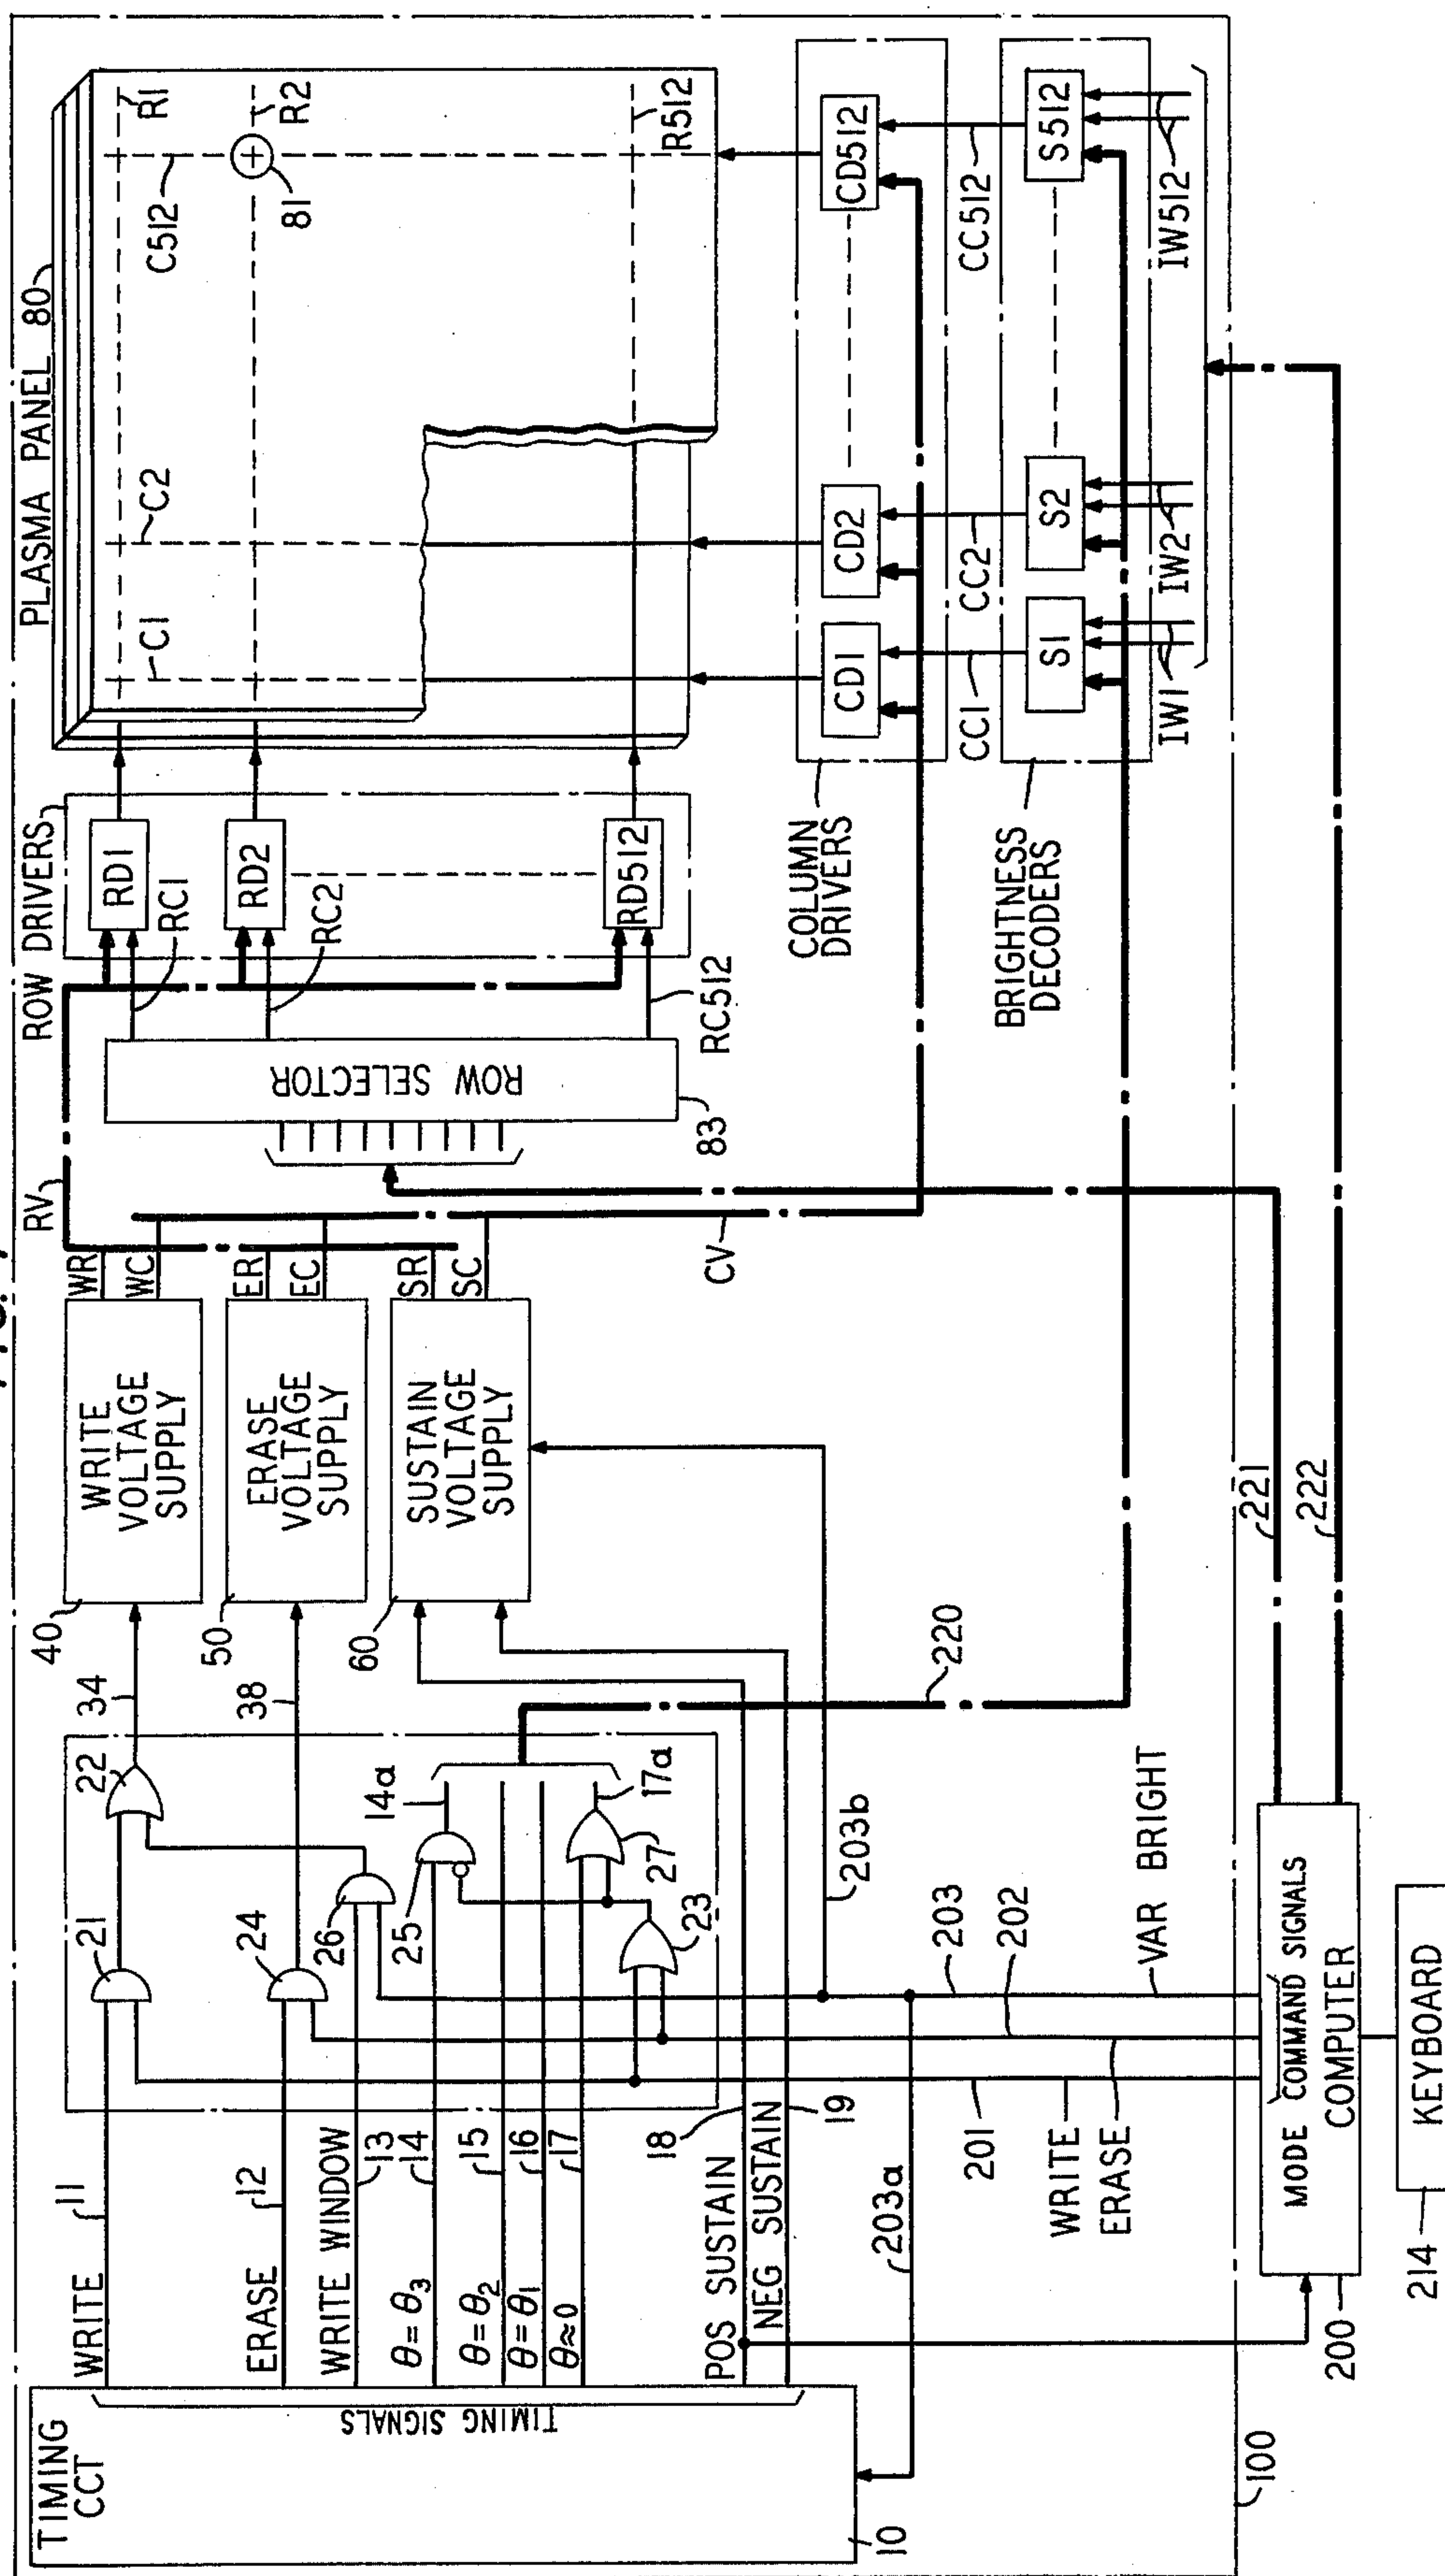 PLASMA PANEL 80
ROW DRIVERS
RV
R1
R2
R512
C1
C2
C512
81
RD1
RD2
RD512
RC1
RC2
RC512
ROW SELECTOR
83
CV
COLUMN
DRIVERS
CD1
CD2
CD512
CC1
CC2
CC512
BRIGHTNESS
DECODERS
S1
S2
S512
IW1
IW2
IW512
WR
WC
ER
EC
SR
SC
WRITE
VOLTAGE
SUPPLY
40
ERASE
VOLTAGE
SUPPLY
50
SUSTAIN
VOLTAGE
SUPPLY
60
34
38
22
21
24
26
25
14a
17a
27
23
220
221
222
203b
TIMING
CCT
TIMING SIGNALS
10
WRITE
11
ERASE
12
WRITE WINDOW
13
θ=θ3
14
θ=θ2
15
θ=θ1
16
θ≈0
17
POS SUSTAIN
18
NEG SUSTAIN
19
203a
201
WRITE
ERASE
202
203
VAR BRIGHT
MODE COMMAND SIGNALS
COMPUTER
200
KEYBOARD
214
100